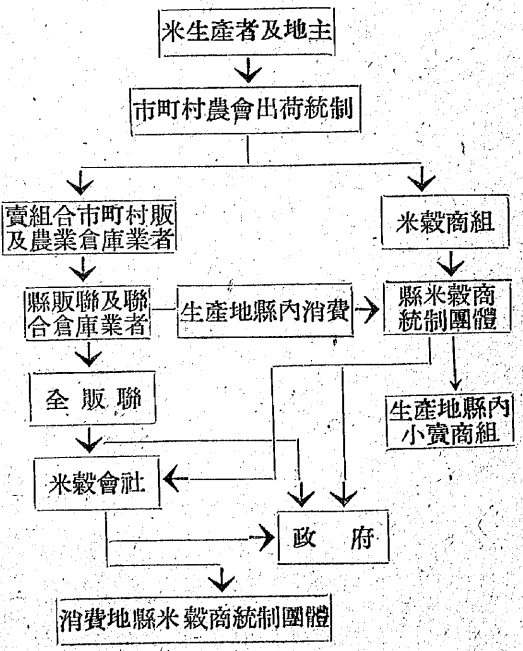 米生產者及地主
市町村農會出荷統制
賣組合市町村販
及農業倉庫業者
米穀商組
縣販聯及聯
合倉庫業者
生產地縣內消費
縣米穀商
統制團體
全販聯
生產地縣內
小賣商組
米穀會社
政府
消費地縣米穀商統制團體